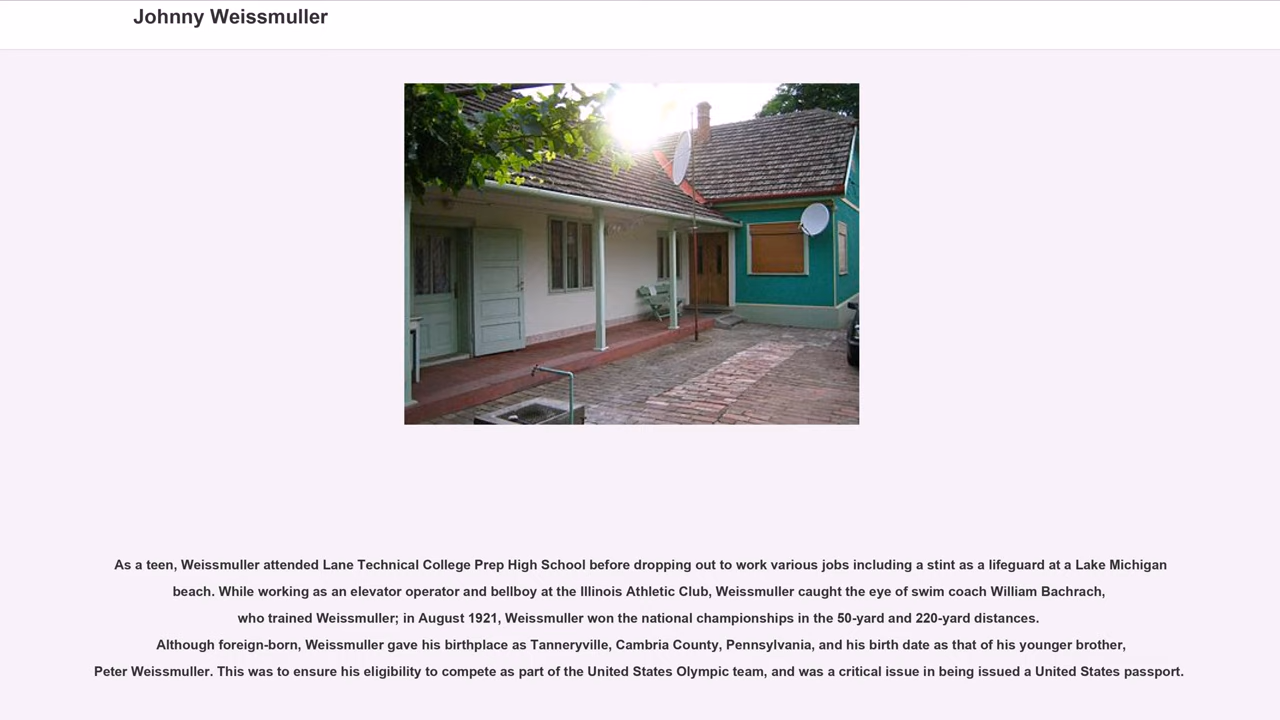 Johnny Weissmuller
As a teen, Weissmuller attended Lane Technical College Prep High School before dropping out to work various jobs including a stint as a lifeguard at a Lake Michigan
beach. While working as an elevator operator and bellboy at the Illinois Athletic Club, Weissmuller caught the eye of swim coach William Bachrach,
who trained Weissmuller; in August 1921, Weissmuller won the national championships in the 50-yard and 220-yard distances.
Although foreign-born, Weissmuller gave his birthplace as Tanneryville, Cambria County, Pennsylvania, and his birth date as that of his younger brother,
Peter Weissmuller. This was to ensure his eligibility to compete as part of the United States Olympic team, and was a critical issue in being issued a United States passport.